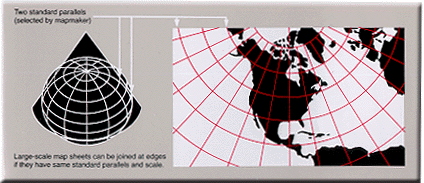 Two standard parallels
(selected by mapmaker)
Large-scale map sheets can be joined at edges
if they have same standard parallels and scale.